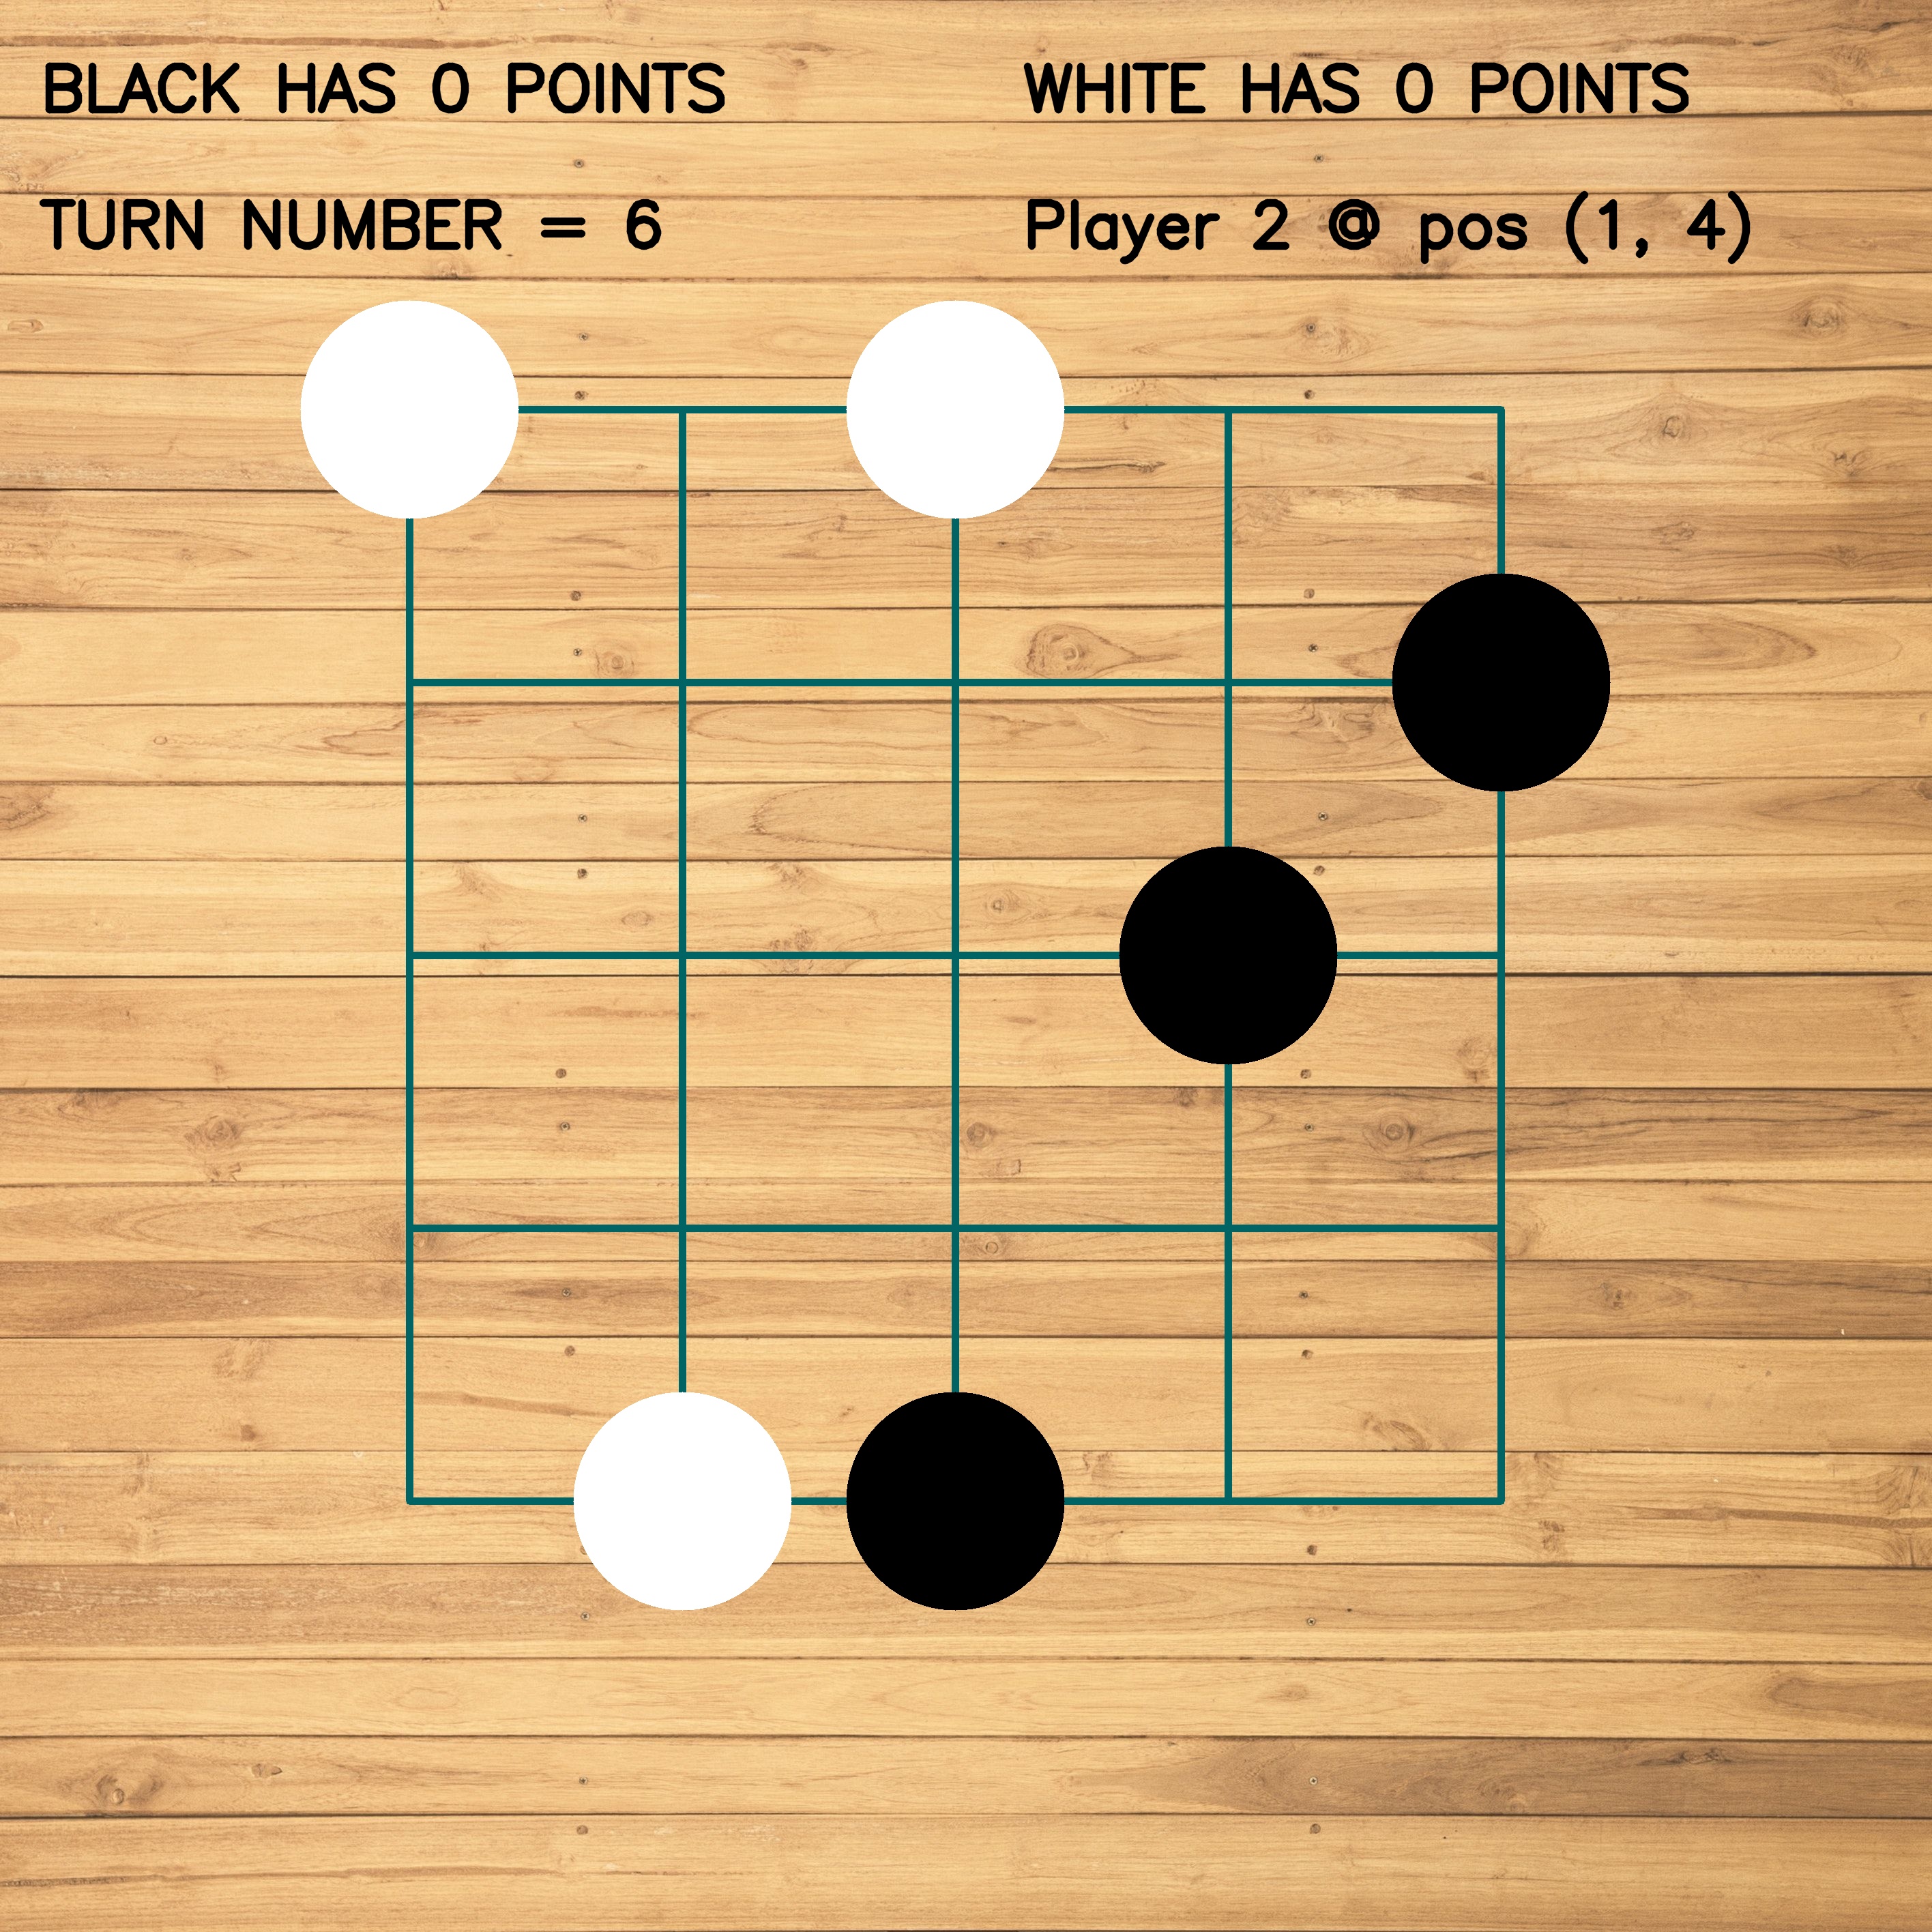 BLACK HAS 0 POINTS
WHITE HAS 0 POINTS
TURN NUMBER = 6
Player 2 @ pos (1, 4)